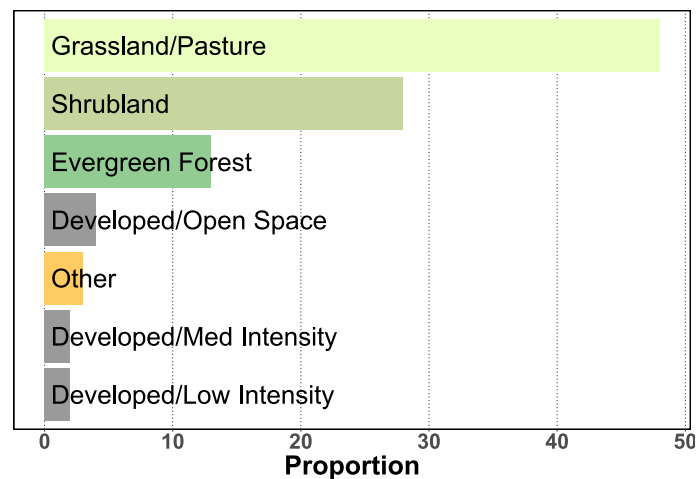 Grassland/Pasture
Shrubland
Evergreen Forest
Developed/Open Space
Other
Developed/Med Intensity
Developed/Low Intensity
0 10 20 30 40 50
Proportion